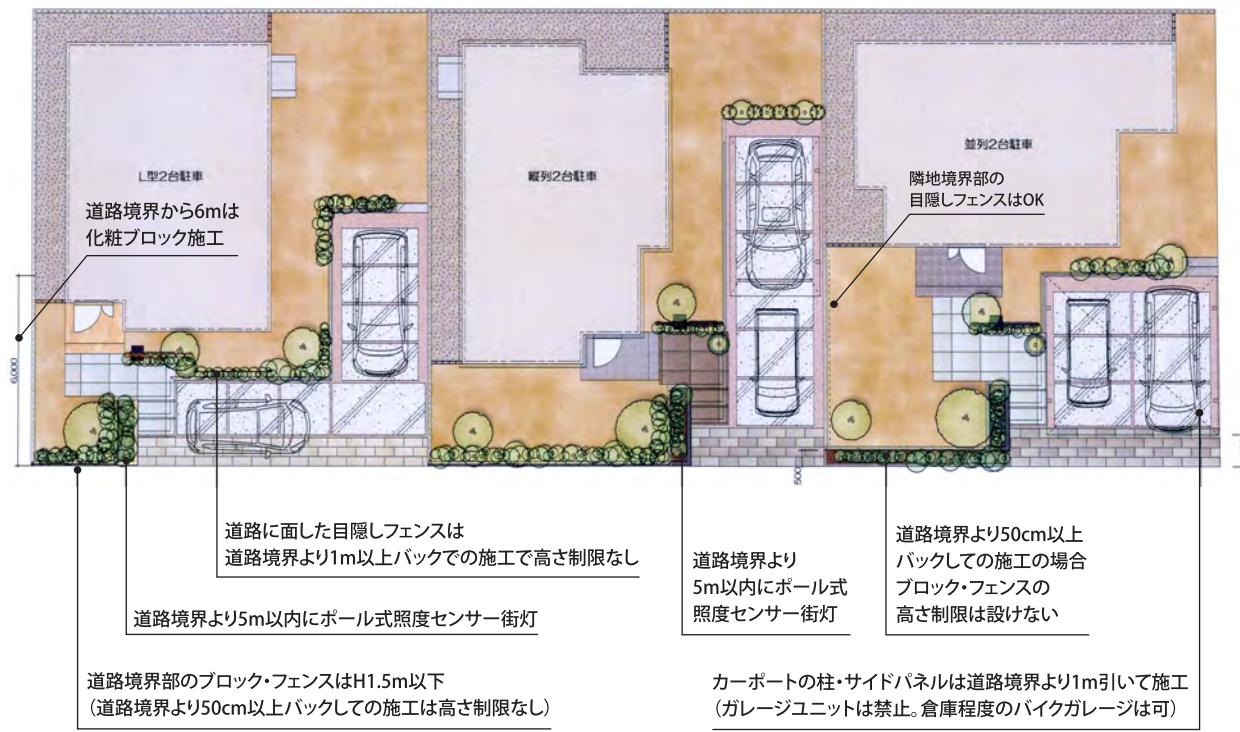 L型2台駐車
縦列2台駐車
並列2台駐車
道路境界から6mは
化粧ブロック施工
隣地境界部の
目隠しフェンスはOK
6,000
500
道路に面した目隠しフェンスは
道路境界より1m以上バックでの施工で高さ制限なし
道路境界より5m以内にポール式照度センサー街灯
道路境界部のブロック・フェンスはH1.5m以下
（道路境界より50cm以上バックしての施工は高さ制限なし）
道路境界より
5m以内にポール式
照度センサー街灯
道路境界より50cm以上
バックしての施工の場合
ブロック・フェンスの
高さ制限は設けない
カーポートの柱・サイドパネルは道路境界より1m引いて施工
（ガレージユニットは禁止。倉庫程度のバイクガレージは可）